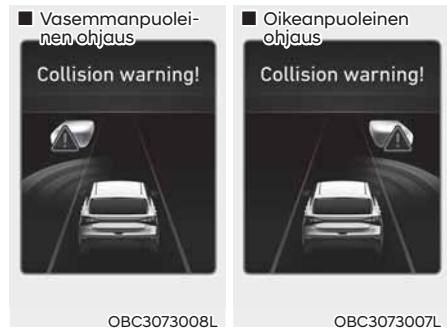 ■ Vasemmanpuolei-
nen ohjaus
Collision warning!
OBC3073008L
■ Oikeanpuoleinen
ohjaus
Collision warning!
OBC3073007L